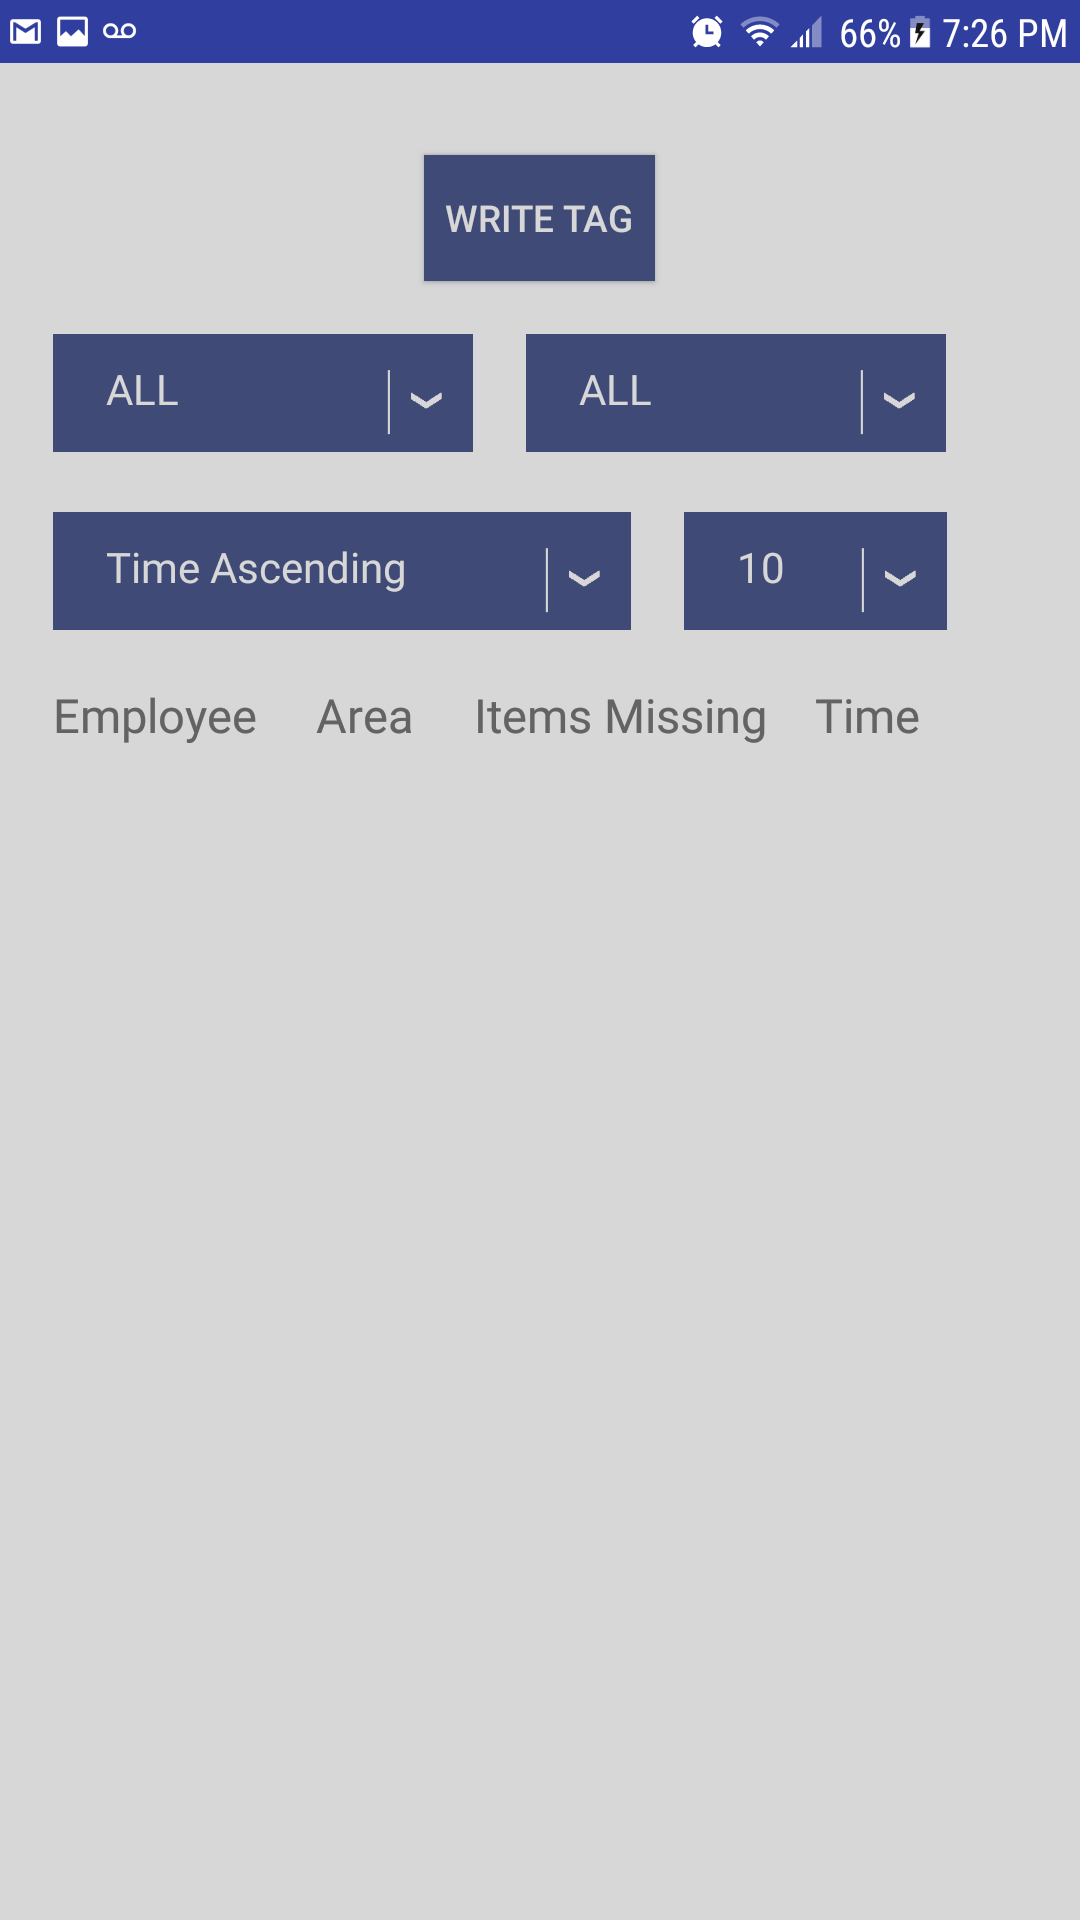 66% 7:26 PM
WRITE TAG
ALL ALL
Time Ascending 10
Employee Area Items Missing Time